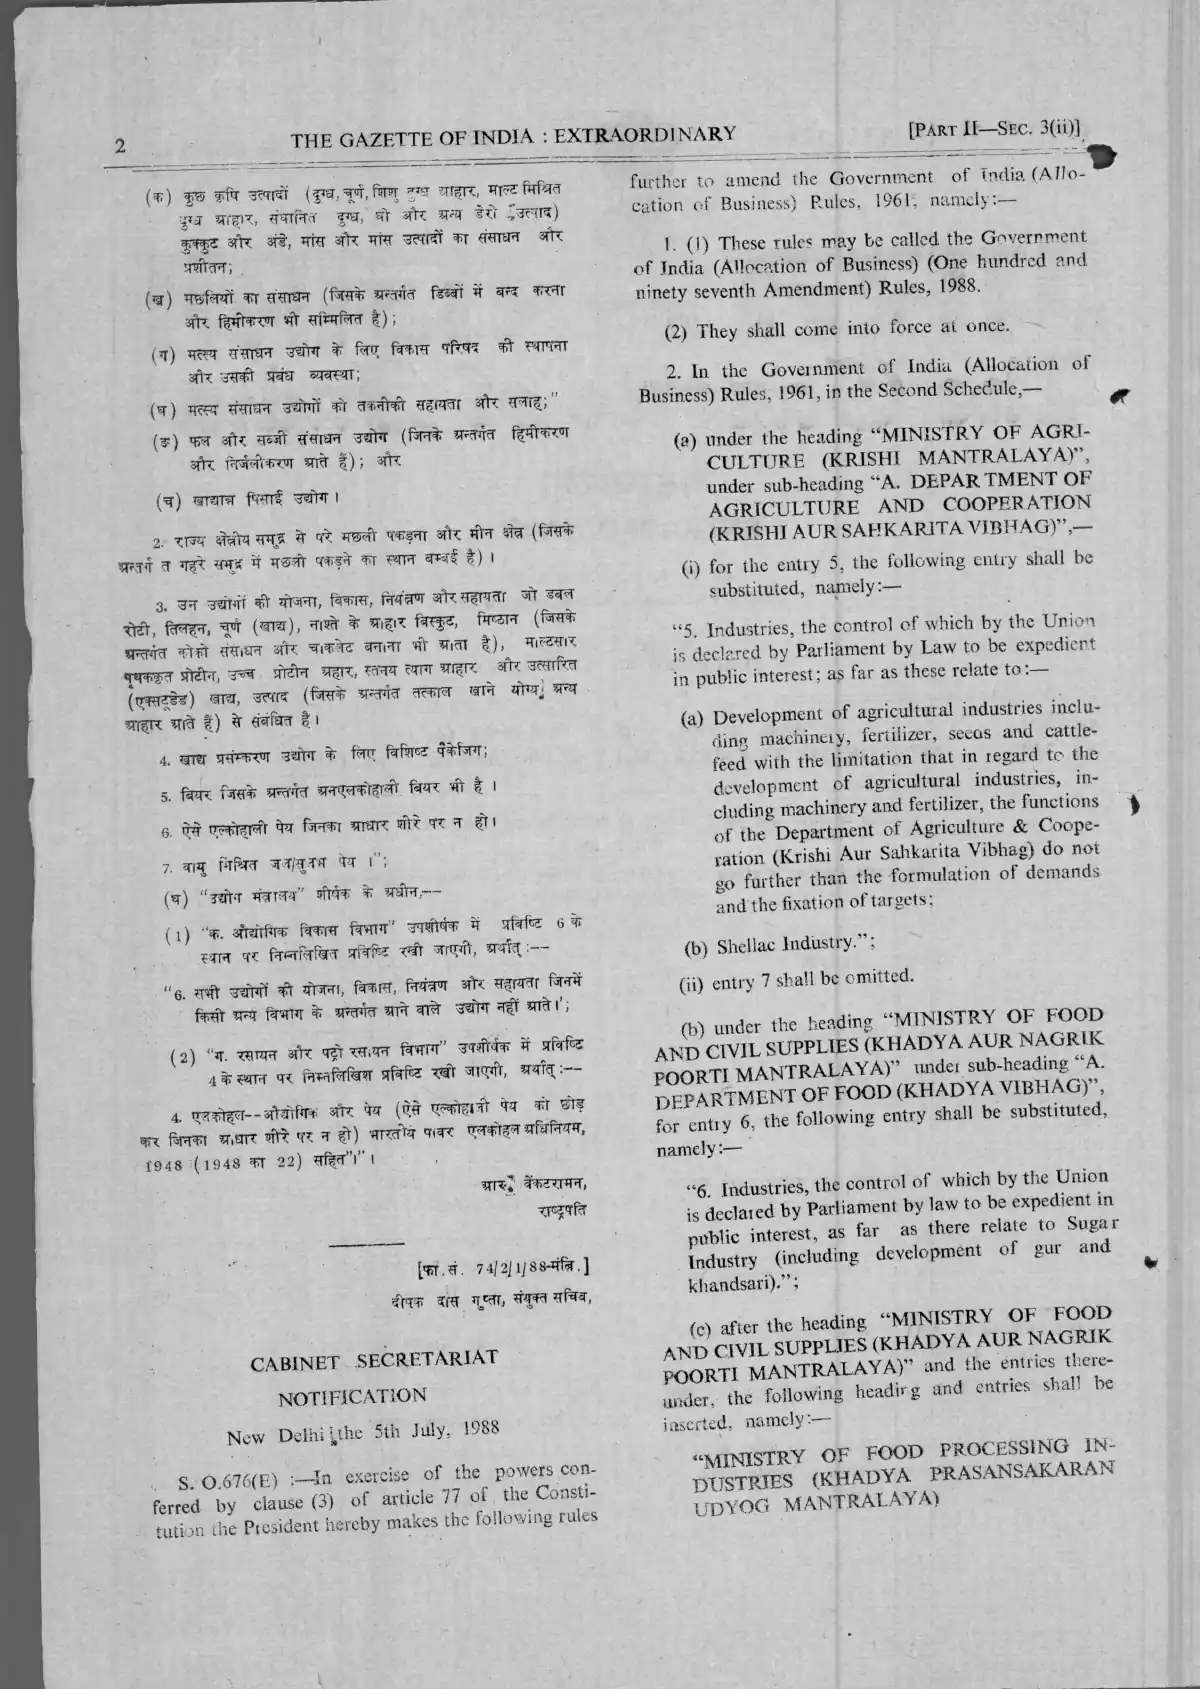 2
THE GAZETTE OF INDIA : EXTRAORDINARY
[PART II—SEC. 3(ii)]
(क) कुछ कृषि उत्पादों (दुग्ध, चूर्ण, शिशु दुग्ध आहार, माल्ट मिश्रित
दुग्ध आहार, संघानित दुग्ध, घी और अन्य डेरी उत्पाद)
कुक्कुट और अंडे, मांस और मांस उत्पादों का संसाधन और
प्रशीतन;
(ख) मछलियों का संसाधन (जिसके अन्तर्गत डिब्बों में बन्द करना
और हिमीकरण भी सम्मिलित है);
(ग) मत्स्य संसाधन उद्योग के लिए विकास परिषद की स्थापना
और उसकी प्रबंध व्यवस्था;
(घ) मत्स्य संसाधन उद्योगों को तकनीकी सहायता और सलाह;"
(ङ) फल और सब्जी संसाधन उद्योग (जिनके अन्तर्गत हिमीकरण
और निर्जलीकरण आते हैं); और
(च) खाद्यान्न पिसाई उद्योग।
2. राज्य क्षेत्रीय समुद्र से परे मछली पकड़ना और मीन क्षेत्र (जिसके
अन्तर्गत गहरे समुद्र में मछली पकड़ने का स्थान बम्बई है)।
3. उन उद्योगों की योजना, विकास, नियंत्रण और सहायता जो डबल
रोटी, तिलहन, चूर्ण (खाद्य), नाश्ते के आहार बिस्कुट, मिष्ठान (जिसके
अन्तर्गत कोको संसाधन और चाकलेट बनाना भी आता है), माल्टसार
पृथककृत प्रोटीन, उच्च प्रोटीन अहार, स्तनय त्याग आहार और उत्सारित
(एक्सट्रूडेड) खाद्य, उत्पाद (जिसके अन्तर्गत तत्काल खाने योग्य अन्य
आहार आते हैं) से संबंधित है।
4. खाद्य प्रसंस्करण उद्योग के लिए विशिष्ट पैकेजिंग;
5. बियर जिसके अन्तर्गत अनएलकोहाली बियर भी है।
6. ऐसे एल्कोहाली पेय जिनका आधार शीरे पर न हो।
7. वायु मिश्रित जल/मुलभ पेय।";
(घ) "उद्योग मंत्रालय" शीर्षक के अधीन,--
(1) "क. औद्योगिक विकास विभाग" उपशीर्षक में प्रविष्टि 6 के
स्थान पर निम्नलिखित प्रविष्टि रखी जाएगी, अर्थात् :--
"6. सभी उद्योगों की योजना, विकास, नियंत्रण और सहायता जिनमें
किसी अन्य विभाग के अन्तर्गत आने वाले उद्योग नहीं आते।';
(2) "ग. रसायन और पट्रो रसायन विभाग" उपशीर्षक में प्रविष्टि
4 के स्थान पर निम्नलिखिश प्रविष्टि रखी जाएगी, अर्थात् :--
4. एलकोहल--औद्योगिक और पेय (ऐसे एल्कोहाली पेय को छोड़
कर जिनका आधार शीरे पर न हो) भारतीय पावर एलकोहल अधिनियम,
1948 (1948 का 22) सहित"।"।
आर. वेंकटरामन,
राष्ट्रपति
[फा.सं. 74/2/1/88-मंत्रि.]
दीपक दास गुप्ता, संयुक्त सचिव,
CABINET SECRETARIAT
NOTIFICATION
New Delhi, the 5th July, 1988
S. O.676(E) :—In exercise of the powers con-
ferred by clause (3) of article 77 of the Consti-
tution the President hereby makes the following rules
further to amend the Government of India (Allo-
cation of Business) Rules, 1961, namely:—
1. (1) These rules may be called the Government
of India (Allocation of Business) (One hundred and
ninety seventh Amendment) Rules, 1988.
(2) They shall come into force at once.
2. In the Government of India (Allocation of
Business) Rules, 1961, in the Second Schedule,—
(a) under the heading “MINISTRY OF AGRI-
CULTURE (KRISHI MANTRALAYA)”,
under sub-heading “A. DEPARTMENT OF
AGRICULTURE AND COOPERATION
(KRISHI AUR SAHKARITA VIBHAG)”,—
(i) for the entry 5, the following entry shall be
substituted, namely:—
“5. Industries, the control of which by the Union
is declared by Parliament by Law to be expedient
in public interest; as far as these relate to:—
(a) Development of agricultural industries inclu-
ding machinery, fertilizer, seeds and cattle-
feed with the limitation that in regard to the
development of agricultural industries, in-
cluding machinery and fertilizer, the functions
of the Department of Agriculture & Coope-
ration (Krishi Aur Sahkarita Vibhag) do not
go further than the formulation of demands
and the fixation of targets;
(b) Shellac Industry.”;
(ii) entry 7 shall be omitted.
(b) under the heading “MINISTRY OF FOOD
AND CIVIL SUPPLIES (KHADYA AUR NAGRIK
POORTI MANTRALAYA)” under sub-heading “A.
DEPARTMENT OF FOOD (KHADYA VIBHAG)”,
for entry 6, the following entry shall be substituted,
namely:—
“6. Industries, the control of which by the Union
is declared by Parliament by law to be expedient in
public interest, as far as there relate to Sugar
Industry (including development of gur and
khandsari).”;
(c) after the heading “MINISTRY OF FOOD
AND CIVIL SUPPLIES (KHADYA AUR NAGRIK
POORTI MANTRALAYA)” and the entries there-
under, the following heading and entries shall be
inserted, namely:—
“MINISTRY OF FOOD PROCESSING IN-
DUSTRIES (KHADYA PRASANSAKARAN
UDYOG MANTRALAYA)